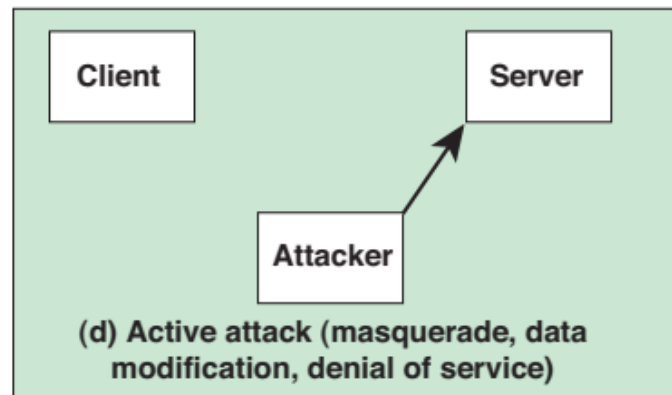 Client
Server
Attacker
(d) Active attack (masquerade, data
modification, denial of service)